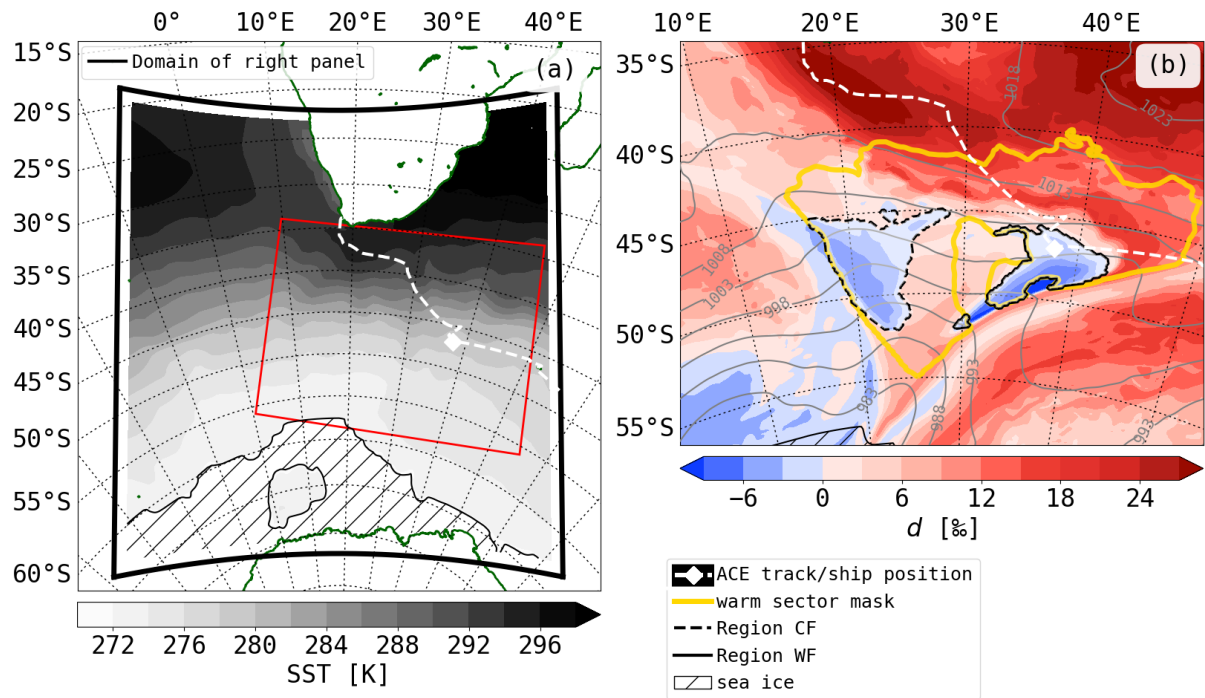 0° 10°E 20°E 30°E 40°E
15°S
20°S
25°S
30°S
35°S
40°S
45°S
50°S
55°S
60°S
Domain of right panel
(a)
272 276 280 284 288 292 296
SST [K]
10°E 20°E 30°E 40°E
35°S
40°S
45°S
50°S
55°S
(b)
1018
1023
1013
1008
1003
998
993
983
988
993
−6 0 6 12 18 24
d [‰]
ACE track/ship position
warm sector mask
Region CF
Region WF
sea ice